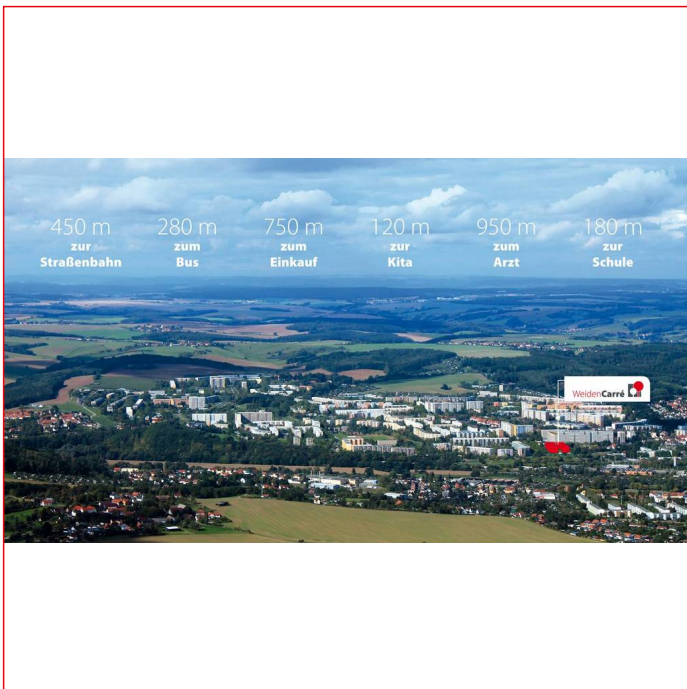 450 m
zur
Straßenbahn
280 m
zum
Bus
750 m
zum
Einkauf
120 m
zur
Kita
950 m
zum
Arzt
180 m
zur
Schule
WeidenCarré